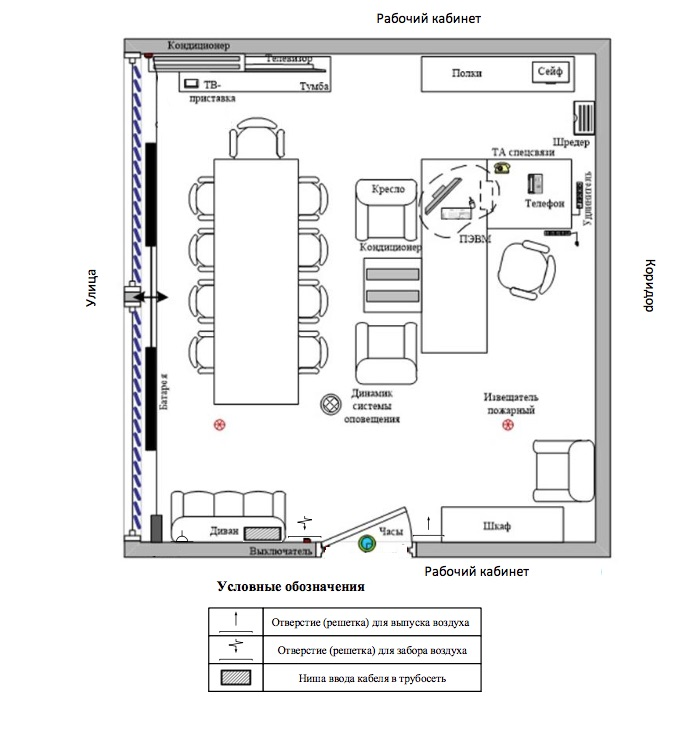 Рабочий кабинет
Кондиционер
Телевизор
ТВ-
приставка
Тумба
Полки
Сейф
Шредер
ТА спецсвязи
Кресло
Телефон
Удлинитель
ПЭВМ
Кондиционер
Улица
Коридор
Батарея
Динамик
системы
оповещения
Извещатель
пожарный
Диван
Часы
Шкаф
Выключатель
Рабочий кабинет
Условные обозначения
Отверстие (решетка) для выпуска воздуха
Отверстие (решетка) для забора воздуха
Ниша ввода кабеля в трубосеть